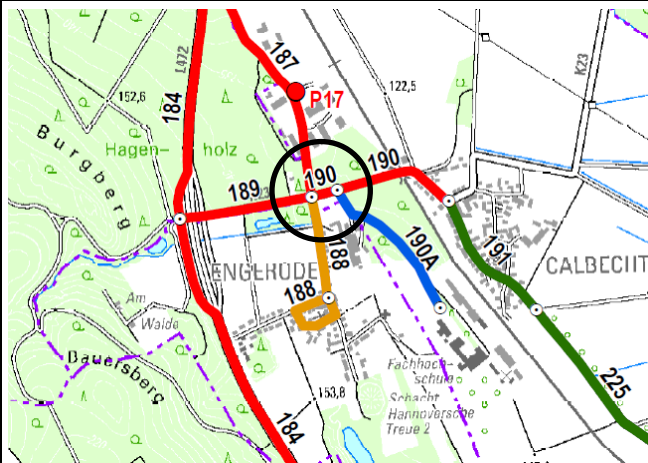 187
L472
184
152,6
P17
122,5
K23
Burgberg
Hagen- holz
190
190
189
188
190A
191
ENGERODE
CALBECHT
188
Am
Walde
Bauersberg
Fachhoch-
schule
Schacht
Hannoversche
Treue 2
153,8
225
184